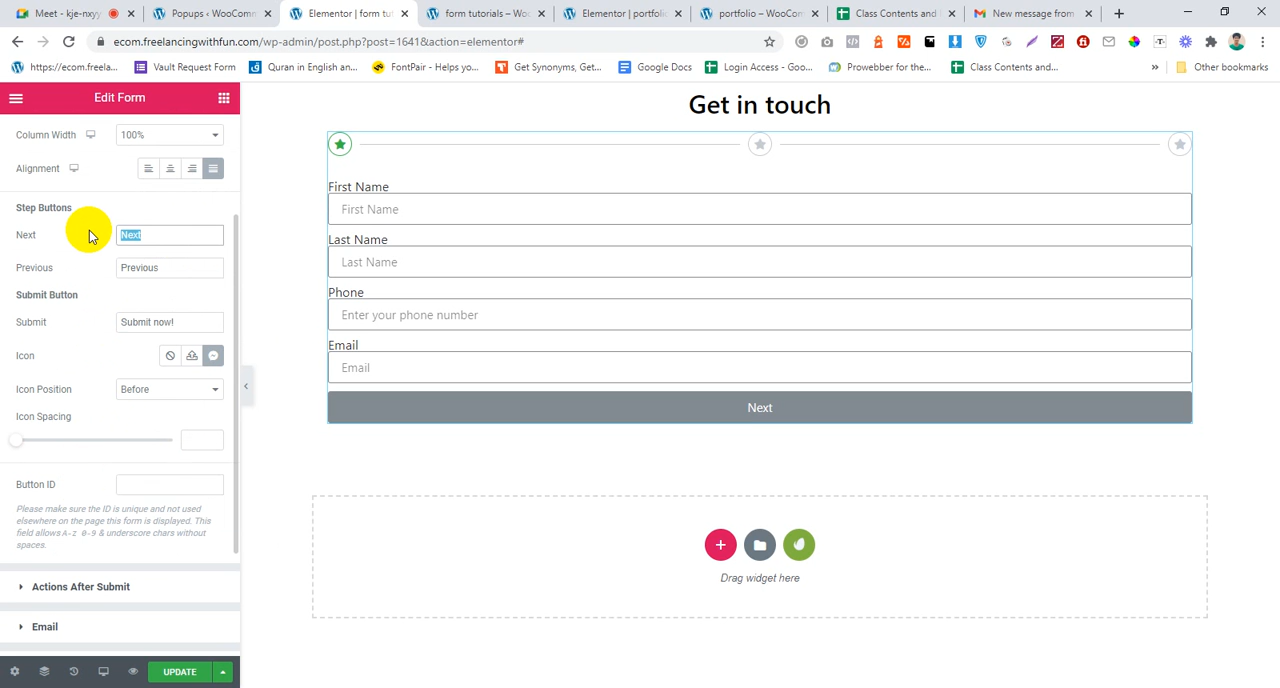 Meet - kje-nxyy
Popups ‹ WooComm
Elementor | form tut
form tutorials – WooC
Elementor | portfoli
portfolio – WooComm
Class Contents and
New message from
ecom.freelancingwithfun.com/wp-admin/post.php?post=1641&action=elementor#
https://ecom.freela...
Vault Request Form
Quran in English an...
FontPair - Helps yo...
Get Synonyms, Get...
Google Docs
Login Access - Goo...
Prowebber for the...
Class Contents and...
»
Other bookmarks
Edit Form
Column Width
100%
Alignment
Step Buttons
Next
Next
Previous
Previous
Submit Button
Submit
Submit now!
Icon
Icon Position
Before
Icon Spacing
Button ID
Please make sure the ID is unique and not used
elsewhere on the page this form is displayed. This
field allows A-z 0-9 & underscore chars without
spaces.
Actions After Submit
Email
UPDATE
Get in touch
First Name
First Name
Last Name
Last Name
Phone
Enter your phone number
Email
Email
Next
Drag widget here